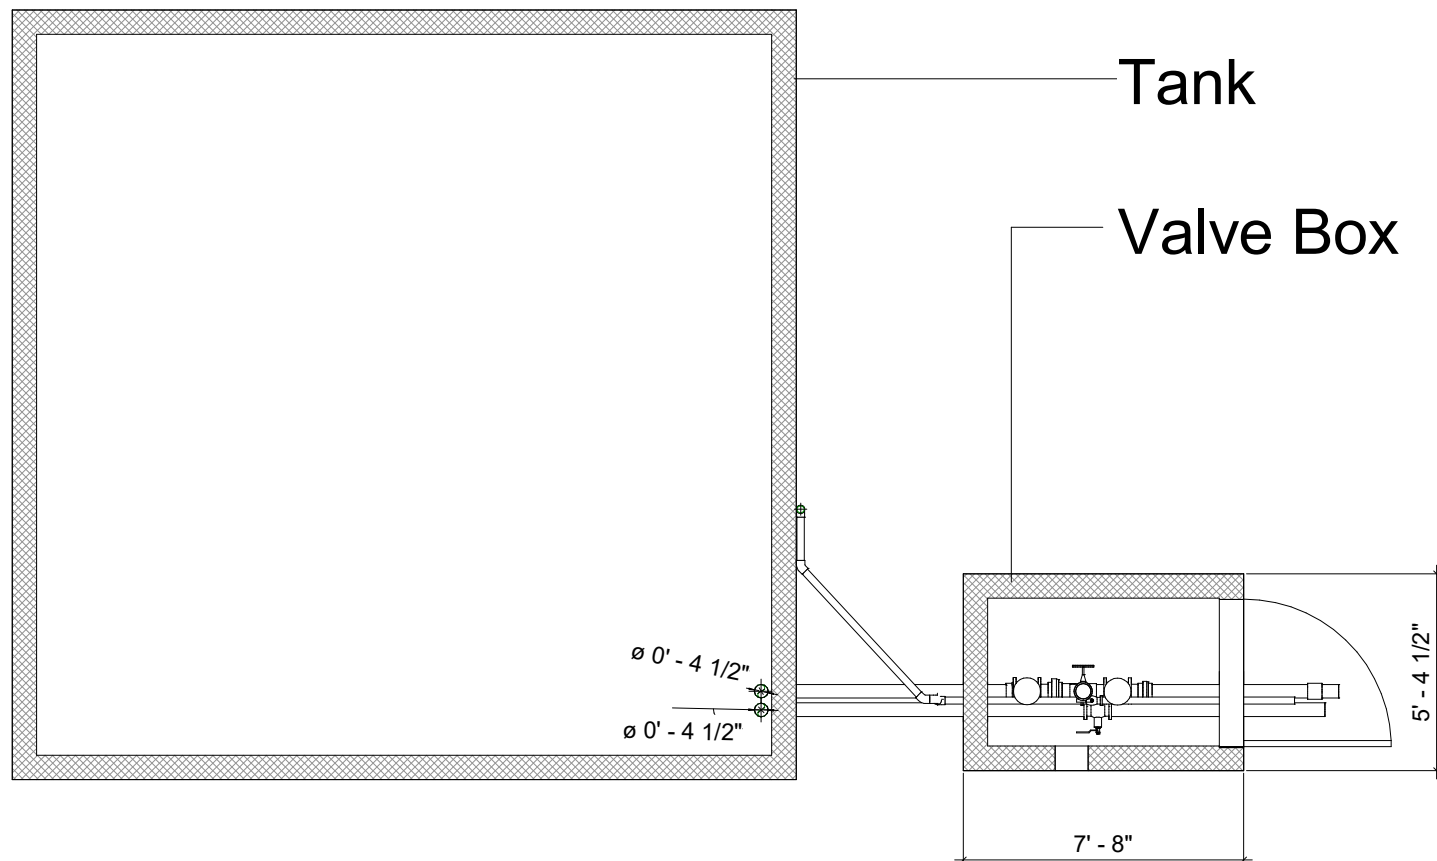 Tank
Valve Box
ø 0' - 4 1/2"
ø 0' - 4 1/2"
5' - 4 1/2"
7' - 8"